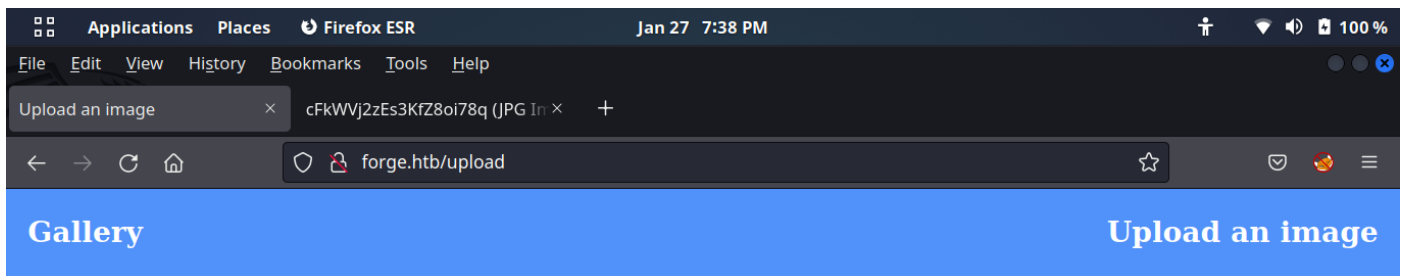 Applications Places Firefox ESR Jan 27 7:38 PM 100 %
File Edit View History Bookmarks Tools Help
Upload an image cFkWVj2zEs3KfZ8oi78q (JPG Im
forge.htb/upload
Gallery Upload an image